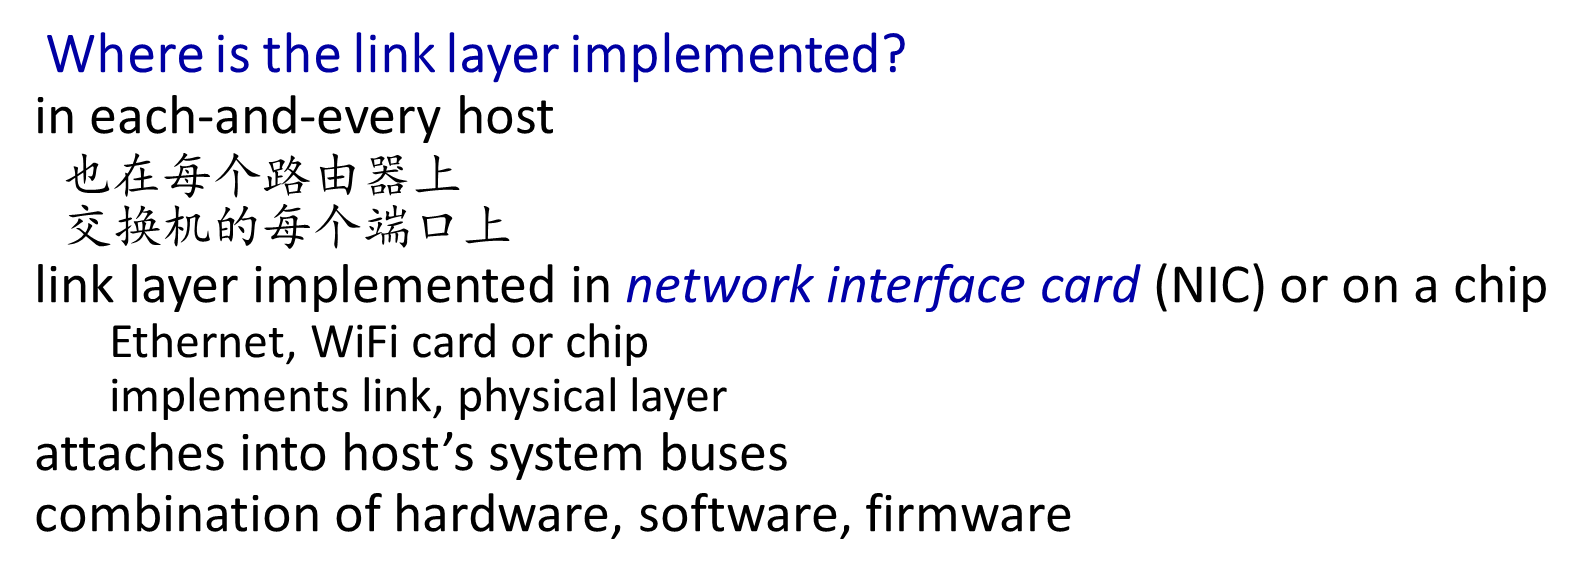 Where is the link layer implemented?
in each-and-every host
也在每个路由器上
交换机的每个端口上
link layer implemented in network interface card (NIC) or on a chip
Ethernet, WiFi card or chip
implements link, physical layer
attaches into host’s system buses
combination of hardware, software, firmware